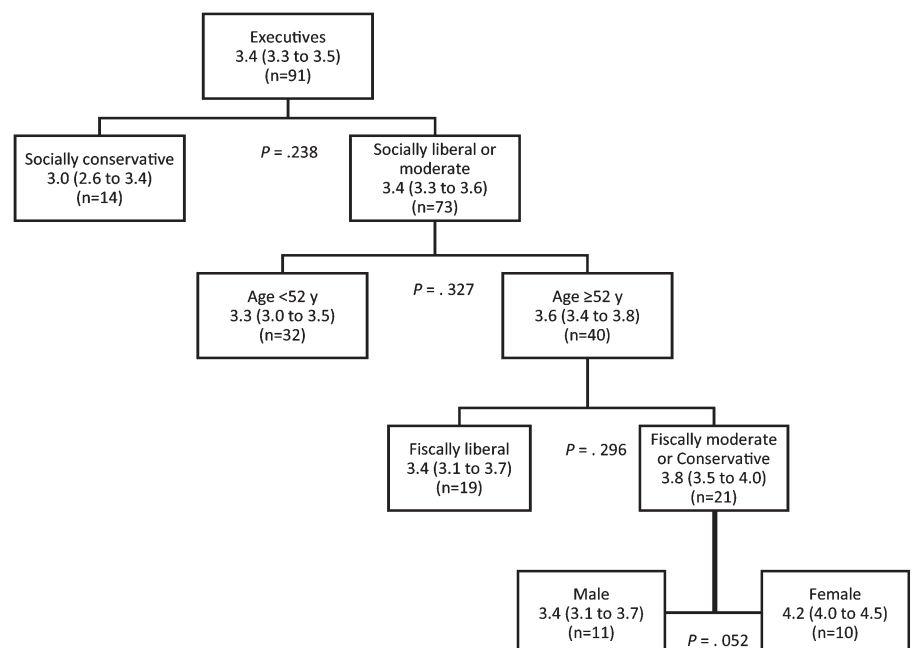 Executives
3.4 (3.3 to 3.5)
(n=91)
Socially conservative
3.0 (2.6 to 3.4)
(n=14)
P = .238
Socially liberal or
moderate
3.4 (3.3 to 3.6)
(n=73)
Age <52 y
3.3 (3.0 to 3.5)
(n=32)
P = . 327
Age ≥52 y
3.6 (3.4 to 3.8)
(n=40)
Fiscally liberal
3.4 (3.1 to 3.7)
(n=19)
P = . 296
Fiscally moderate
or Conservative
3.8 (3.5 to 4.0)
(n=21)
Male
3.4 (3.1 to 3.7)
(n=11)
P = . 052
Female
4.2 (4.0 to 4.5)
(n=10)